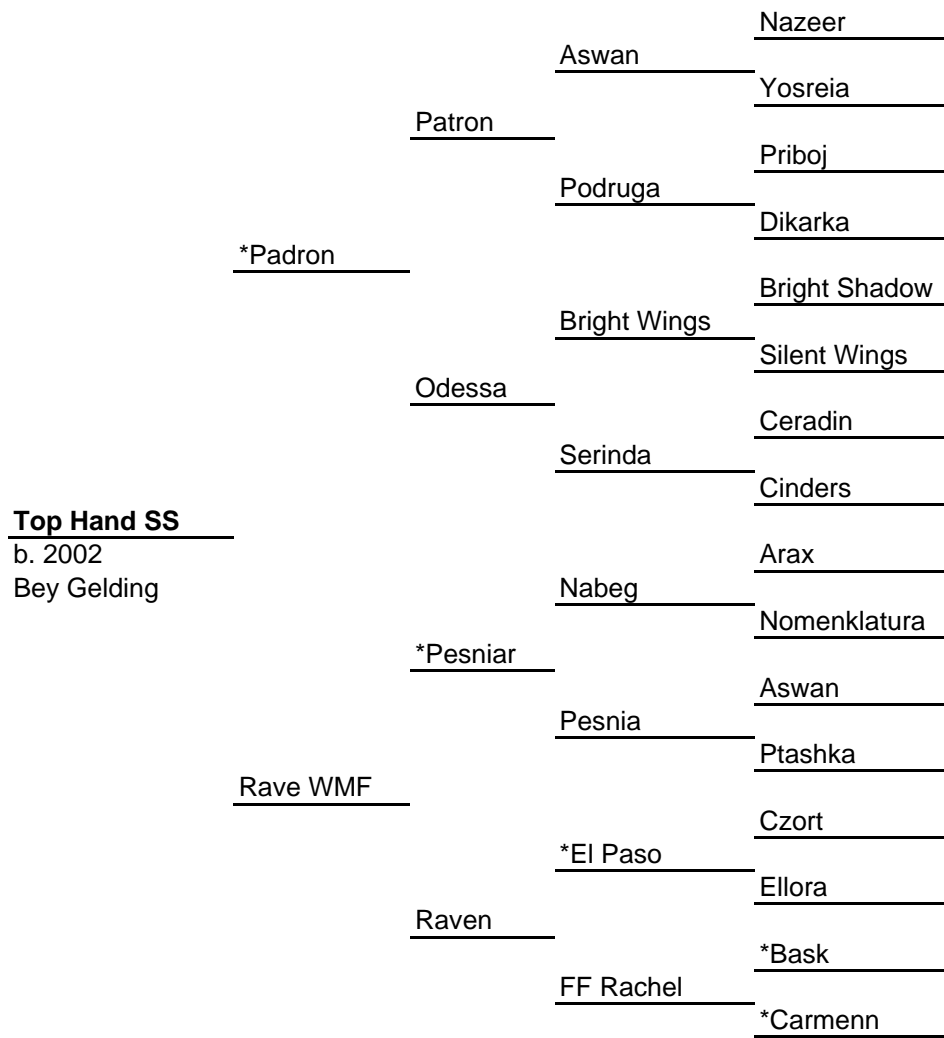 Nazeer
Aswan
Yosreia
Patron
Priboj
Podruga
Dikarka
*Padron
Bright Shadow
Bright Wings
Silent Wings
Odessa
Ceradin
Serinda
Cinders
Top Hand SS
b. 2002
Arax
Bey Gelding
Nabeg
Nomenklatura
*Pesniar
Aswan
Pesnia
Ptashka
Rave WMF
Czort
*El Paso
Ellora
Raven
*Bask
FF Rachel
*Carmenn